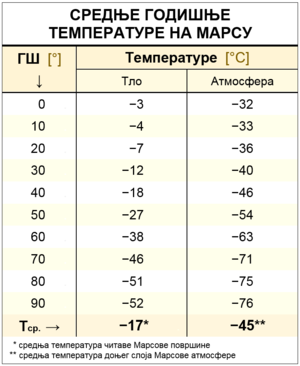 СРЕДЊЕ ГОДИШЊЕ
ТЕМПЕРАТУРЕ НА МАРСУ
ГШ [°] Температуре [°C]
↓ Тло Атмосфера
0 −3 −32
10 −4 −33
20 −7 −36
30 −12 −40
40 −18 −46
50 −27 −54
60 −38 −63
70 −46 −71
80 −51 −75
90 −52 −76
Tср. → −17* −45**
* средња температура читаве Марсове површине
** средња температура доњег слоја Марсове атмосфере